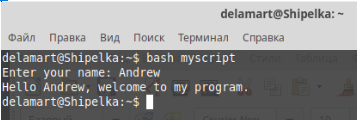 delamart@Shipelka: ~
Файл Правка Вид Поиск Терминал Справка
delamart@Shipelka:~$ bash myscript
Enter your name: Andrew
Hello Andrew, welcome to my program.
delamart@Shipelka:~$